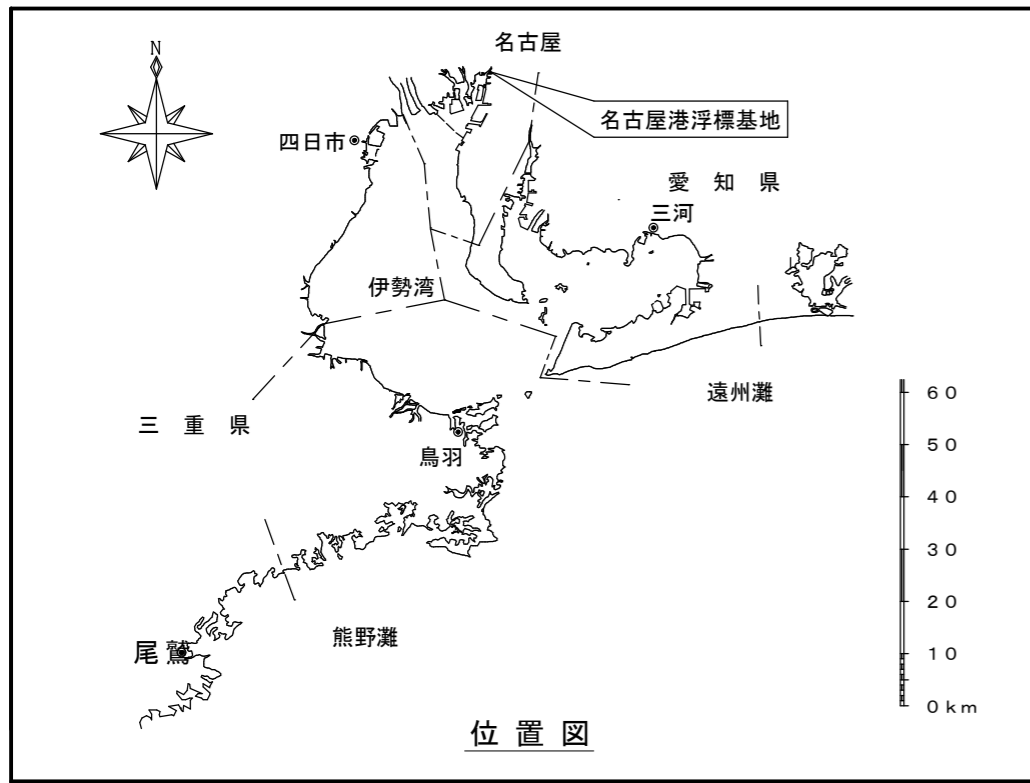 名古屋
N
名古屋港浮標基地
四日市
愛知県
三河
伊勢湾
遠州灘
60
三重県
50
鳥羽
40
30
20
熊野灘
尾鷲
10
0km
位置図